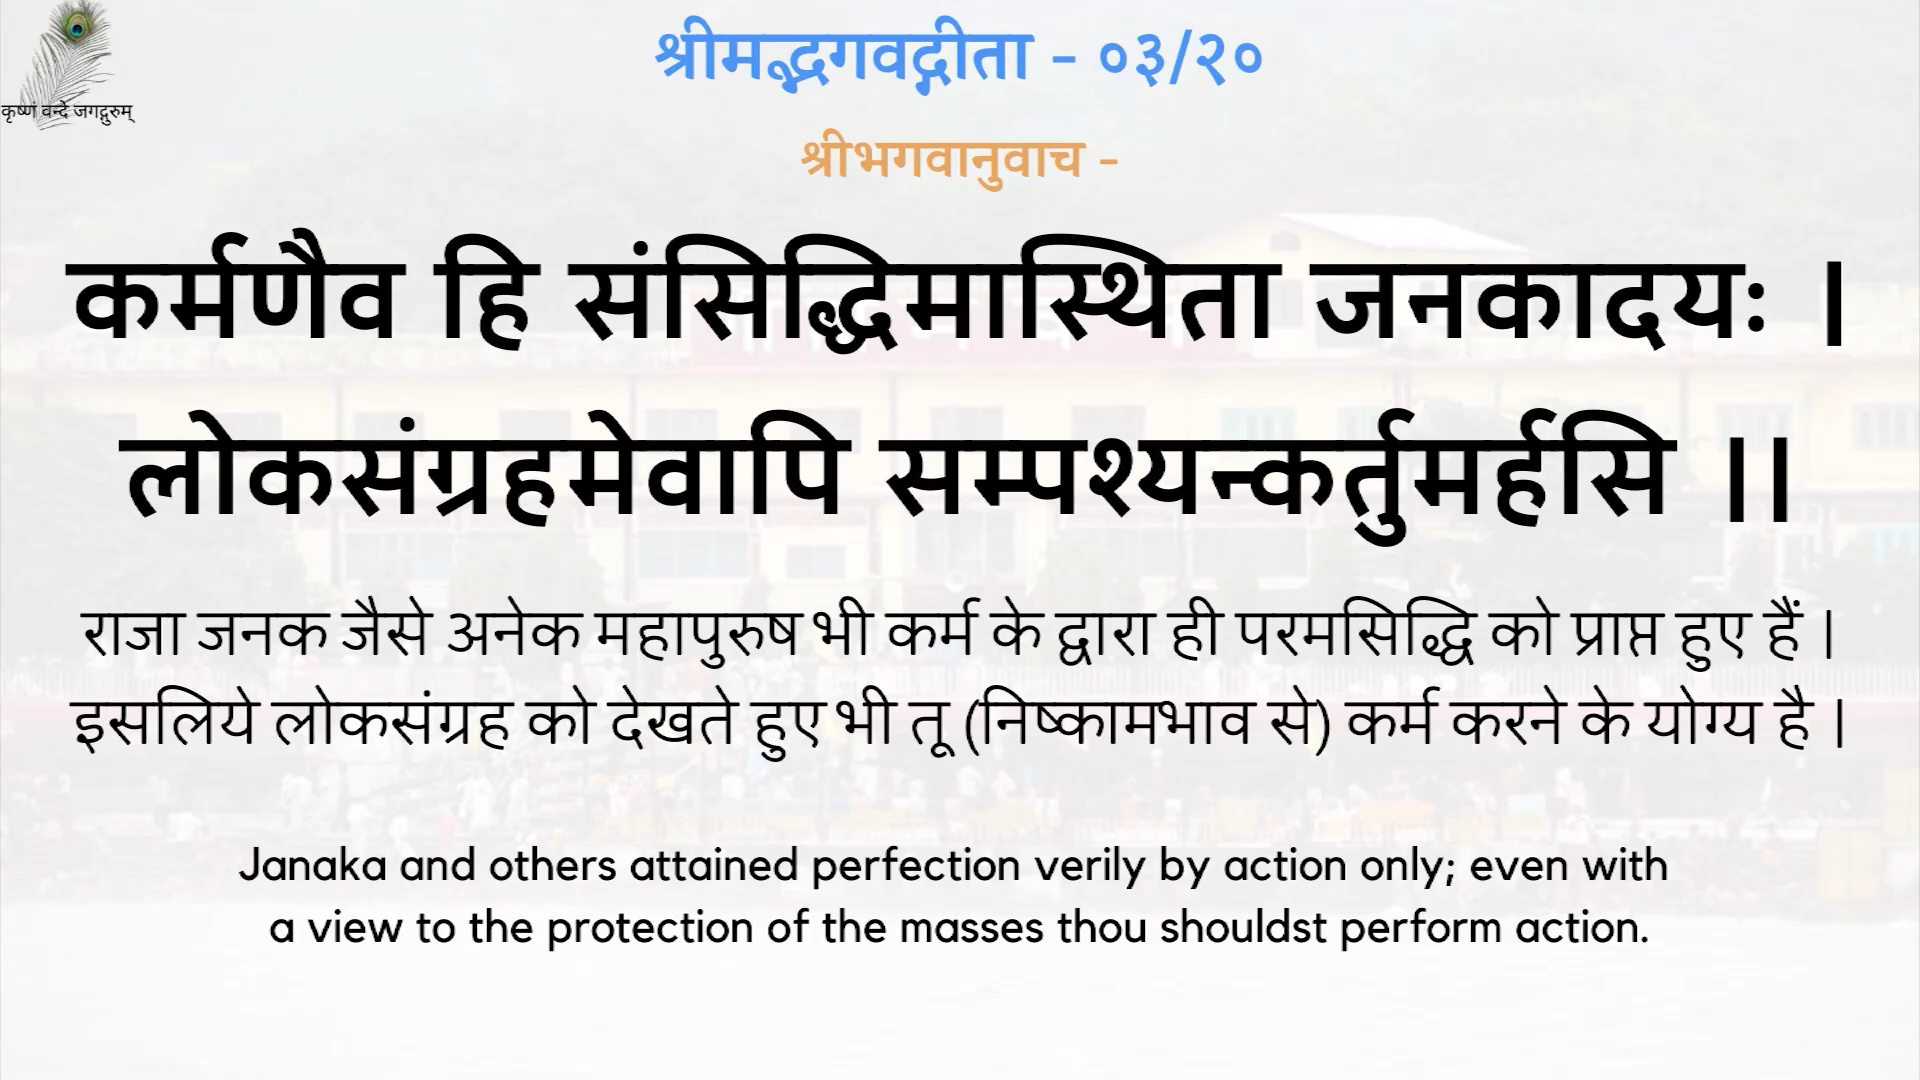 कृष्णं वन्दे जगद्गुरुम्
श्रीमद्भगवद्गीता - ०३/२०
श्रीभगवानुवाच -
कर्मणैव हि संसिद्धिमास्थिता जनकादयः ।
लोकसंग्रहमेवापि सम्पश्यन्कर्तुमर्हसि ।।
राजा जनक जैसे अनेक महापुरुष भी कर्म के द्वारा ही परमसिद्धि को प्राप्त हुए हैं ।
इसलिये लोकसंग्रह को देखते हुए भी तू (निष्कामभाव से) कर्म करने के योग्य है ।
Janaka and others attained perfection verily by action only; even with
a view to the protection of the masses thou shouldst perform action.